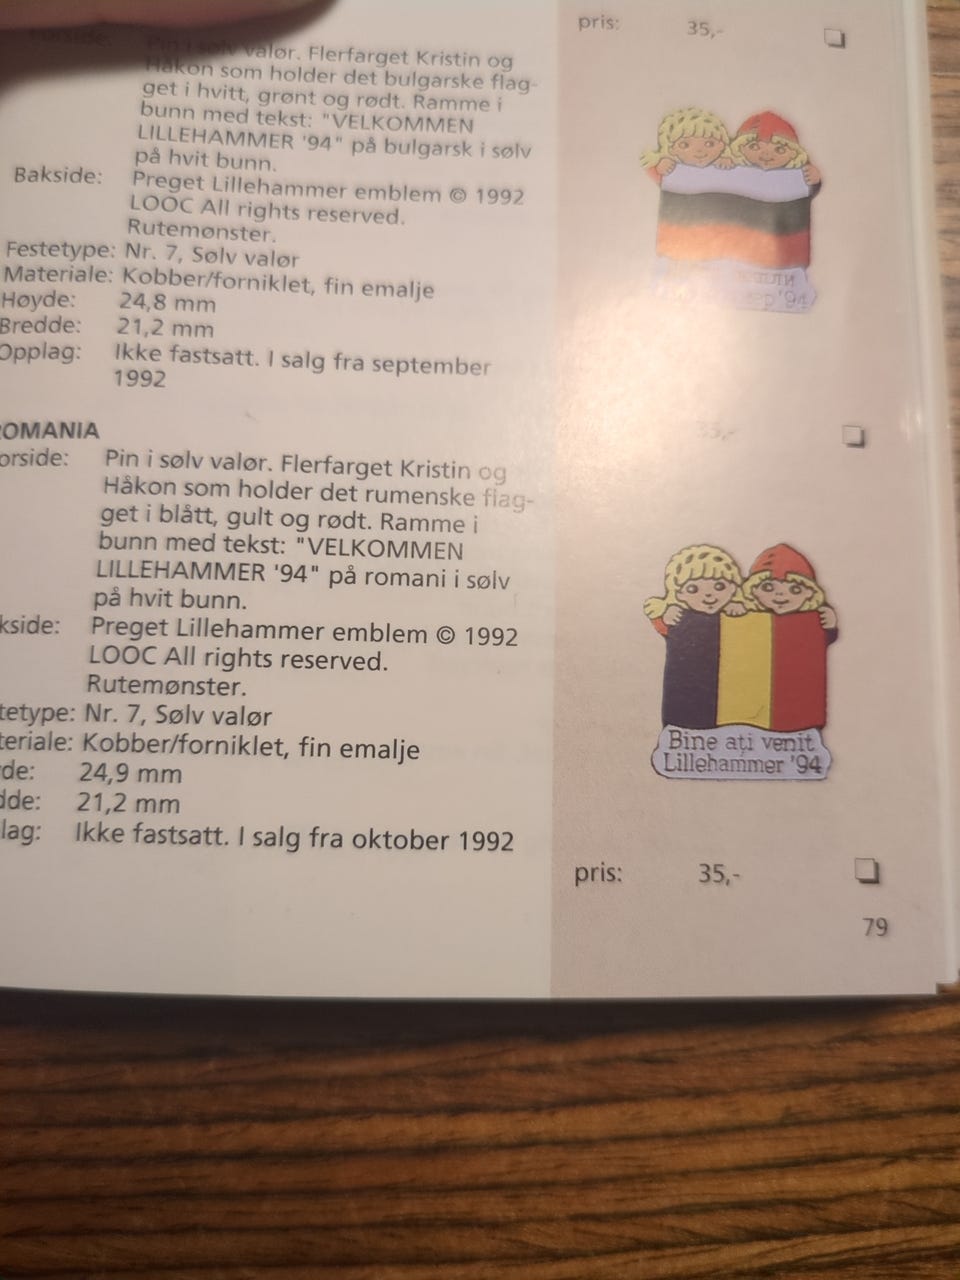 pris: 35,-
Forside: Pin i sølv valør. Flerfarget Kristin og
Håkon som holder det bulgarske flag-
get i hvitt, grønt og rødt. Ramme i
bunn med tekst: "VELKOMMEN
LILLEHAMMER '94" på bulgarsk i sølv
på hvit bunn.
Bakside: Preget Lillehammer emblem © 1992
LOOC All rights reserved.
Rutemønster.
Festetype: Nr. 7, Sølv valør
Materiale: Kobber/forniklet, fin emalje
Høyde: 24,8 mm
Bredde: 21,2 mm
Opplag: Ikke fastsatt. I salg fra september
1992
'94
35,-
OMANIA
orside: Pin i sølv valør. Flerfarget Kristin og
Håkon som holder det rumenske flag-
get i blått, gult og rødt. Ramme i
bunn med tekst: "VELKOMMEN
LILLEHAMMER '94" på romani i sølv
på hvit bunn.
kside: Preget Lillehammer emblem © 1992
LOOC All rights reserved.
Rutemønster.
tetype: Nr. 7, Sølv valør
teriale: Kobber/forniklet, fin emalje
de: 24,9 mm
dde: 21,2 mm
lag: Ikke fastsatt. I salg fra oktober 1992
Bine ați venit
Lillehammer '94
pris: 35,-
79